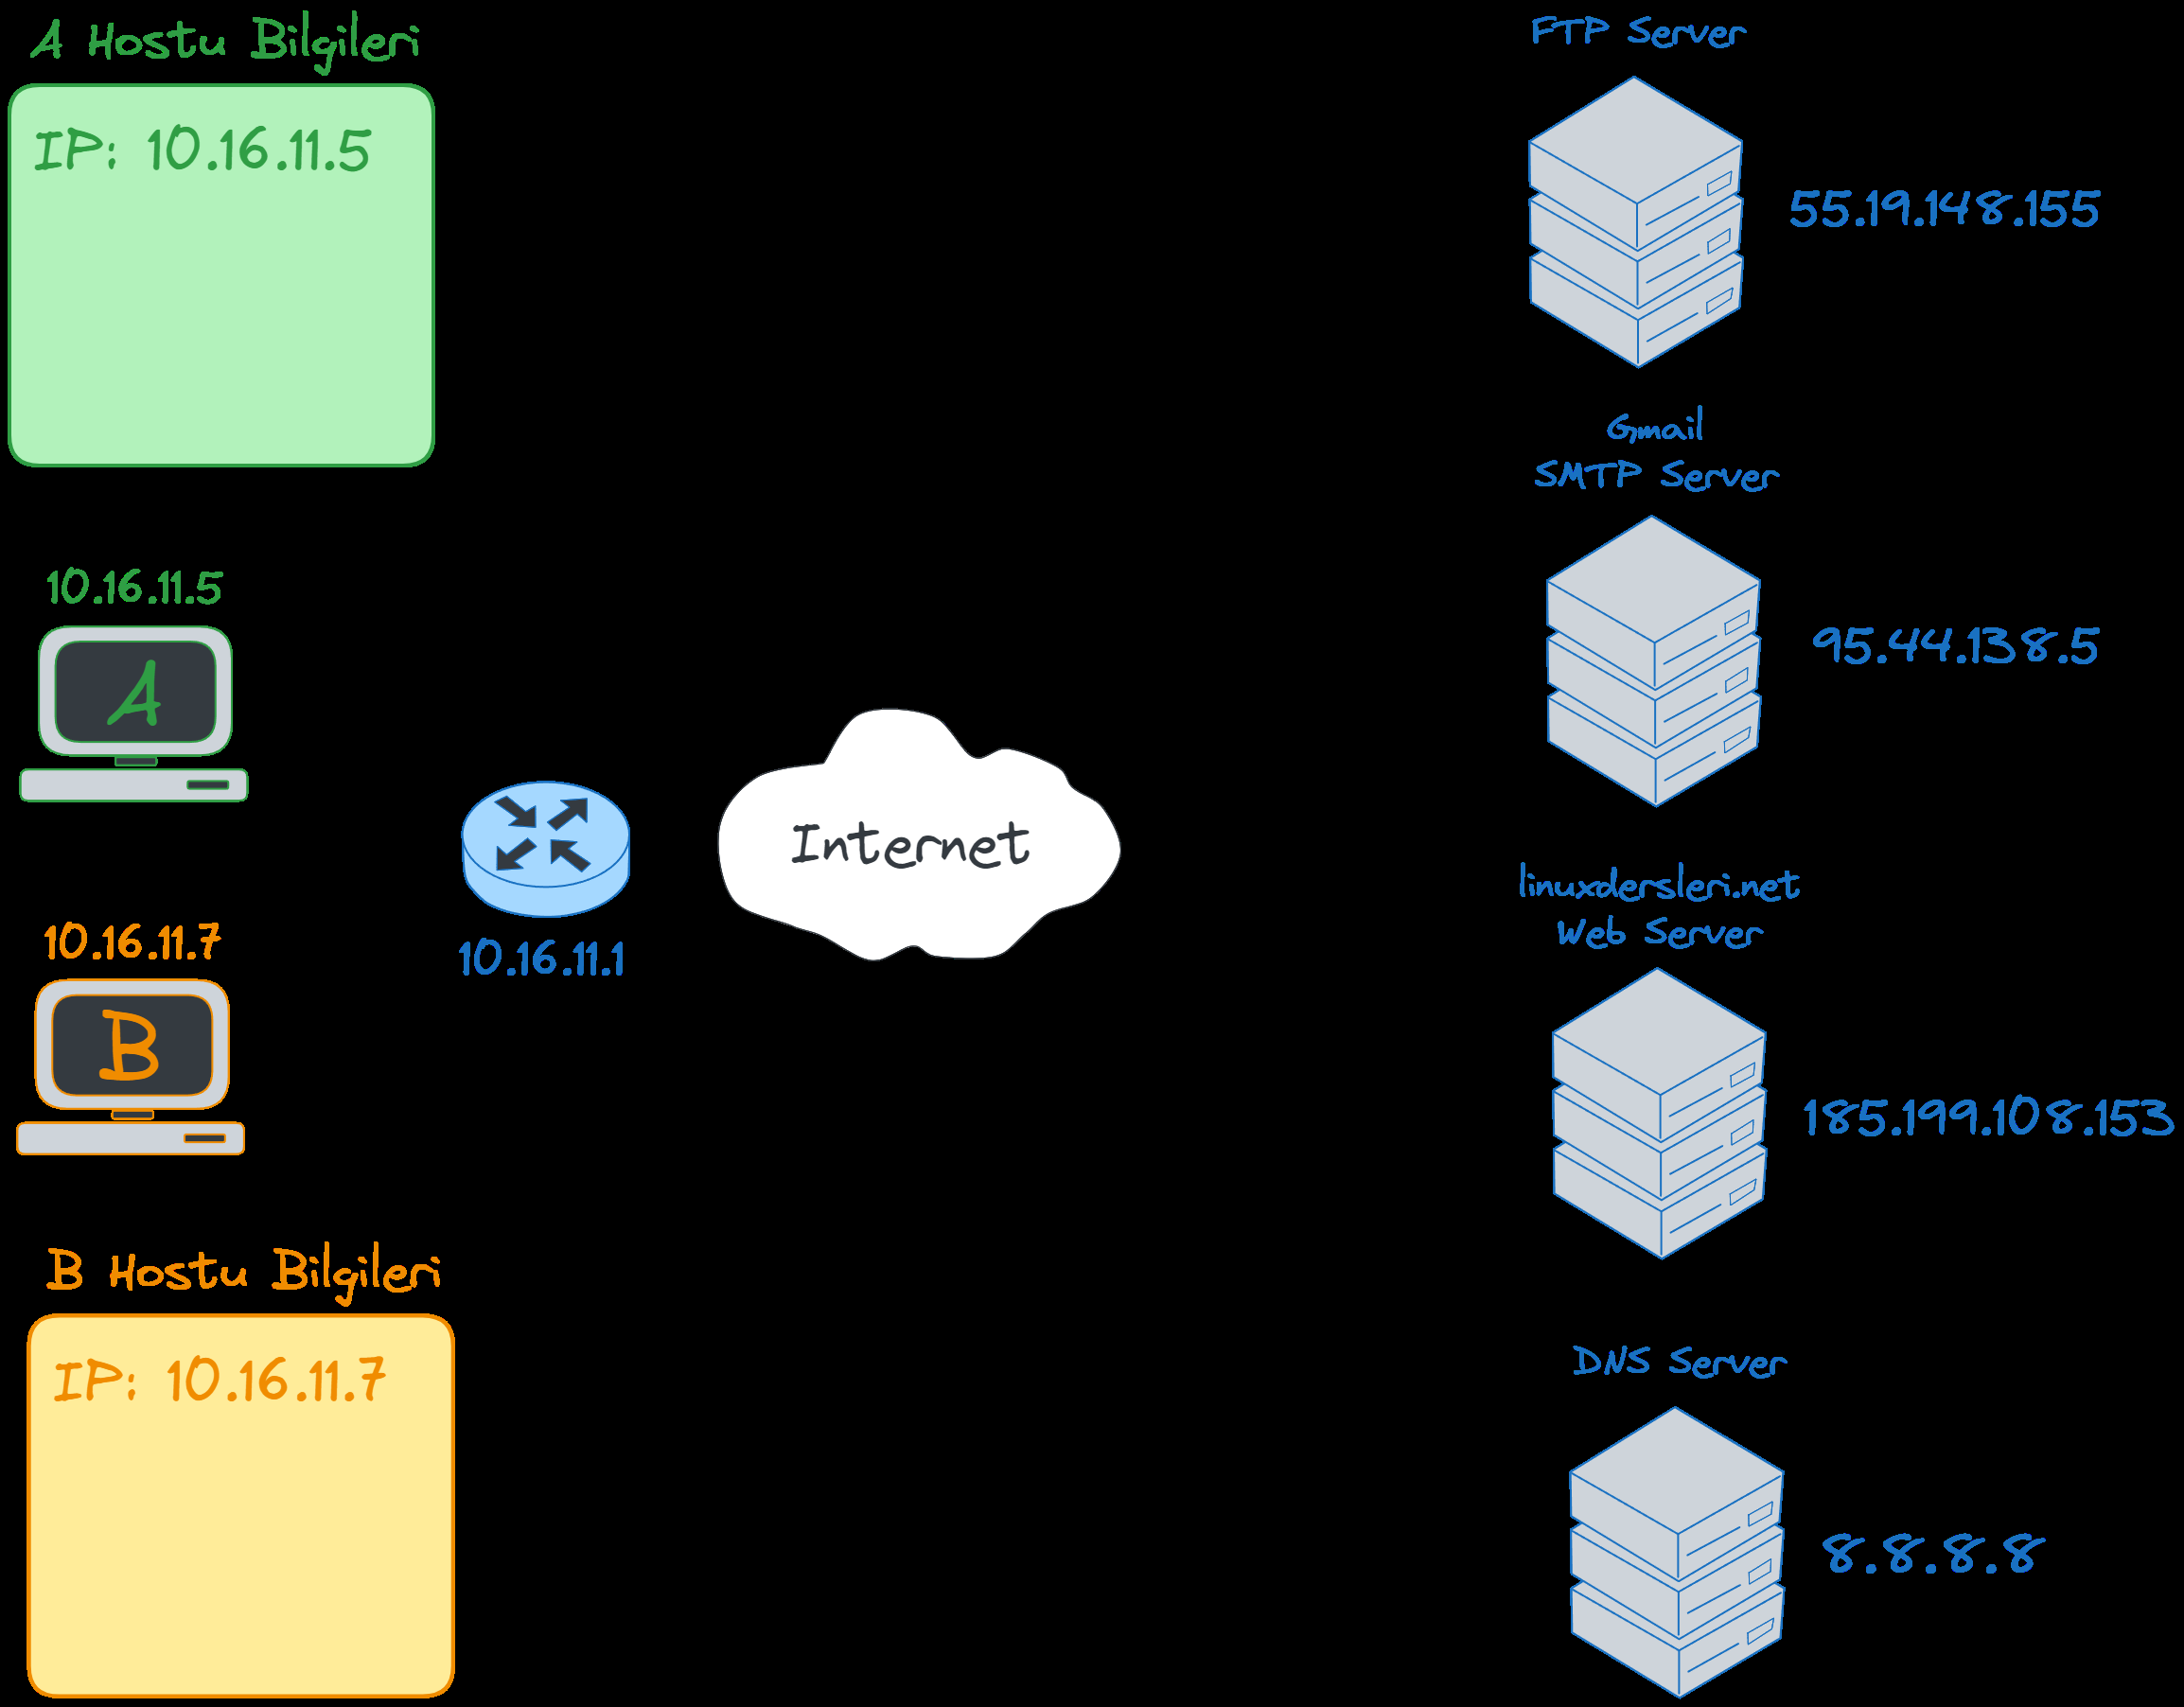 A Hostu Bilgileri
IP: 10.16.11.5
10.16.11.5
A
10.16.11.7
B
B Hostu Bilgileri
IP: 10.16.11.7
10.16.11.1
Internet
FTP Server
55.19.148.155
Gmail
SMTP Server
95.44.138.5
linuxdersleri.net
Web Server
185.199.108.153
DNS Server
8.8.8.8